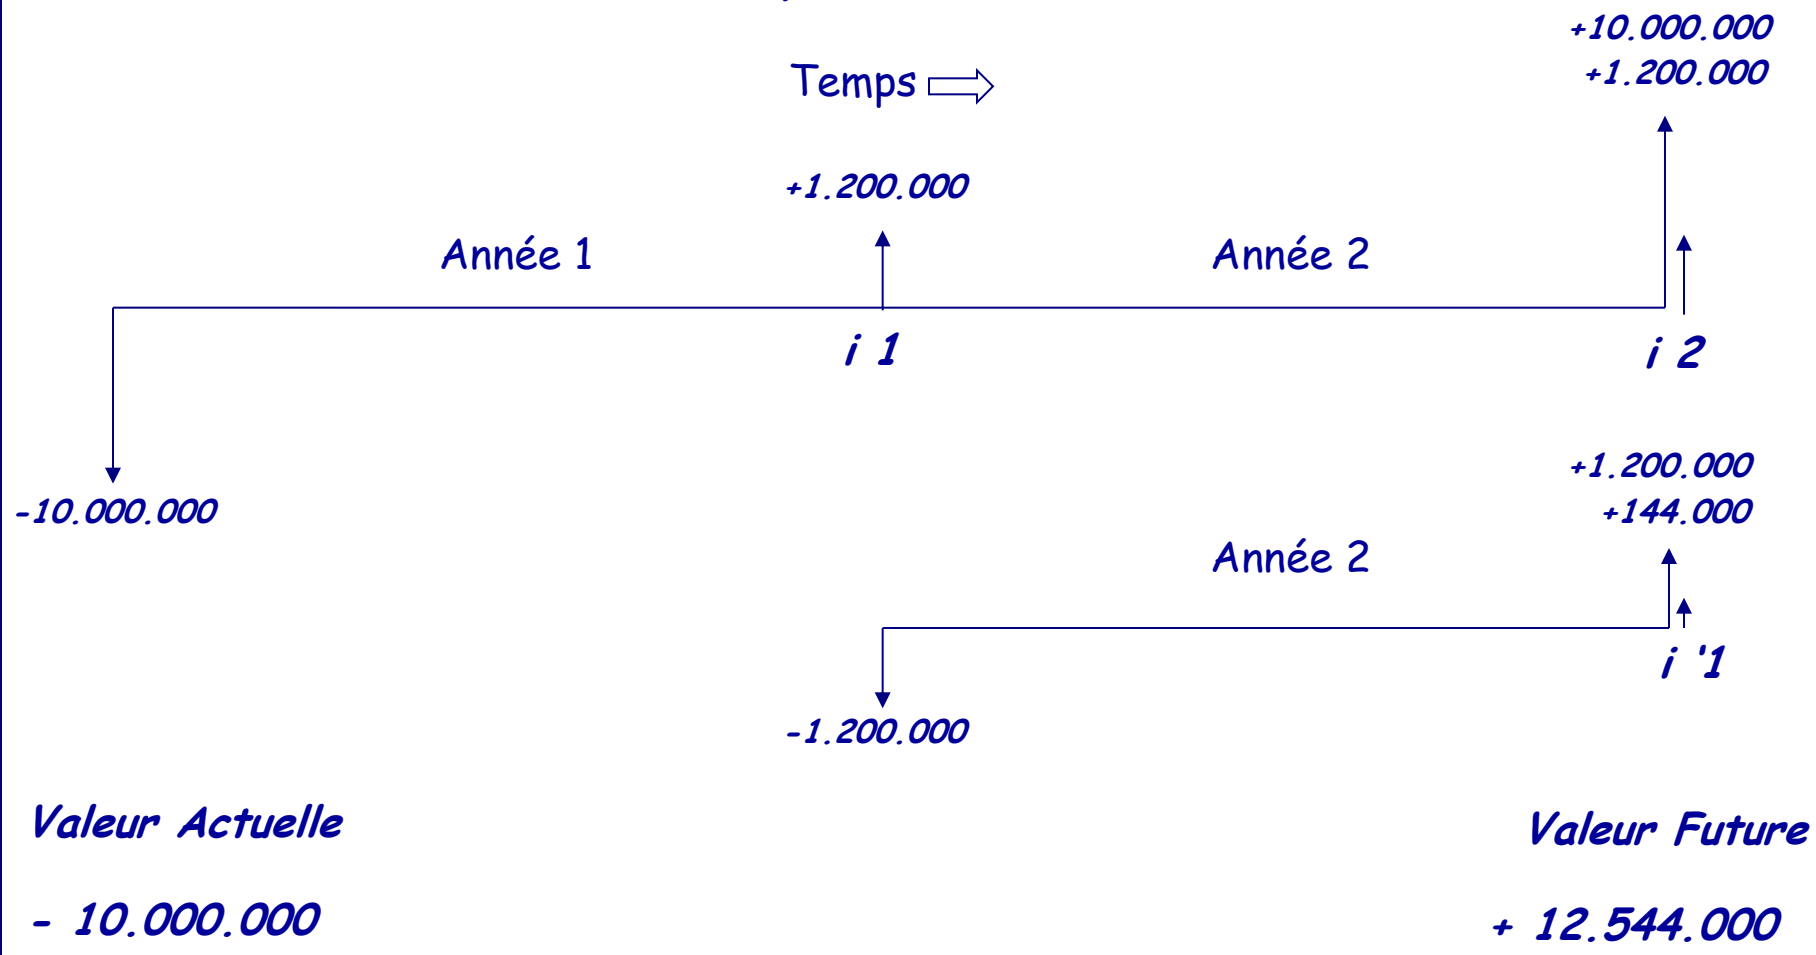 +10.000.000
Temps
+1.200.000
+1.200.000
Année 1
Année 2
i 1
i 2
-10.000.000
+1.200.000
+144.000
Année 2
i '1
-1.200.000
Valeur Actuelle
Valeur Future
- 10.000.000
+ 12.544.000